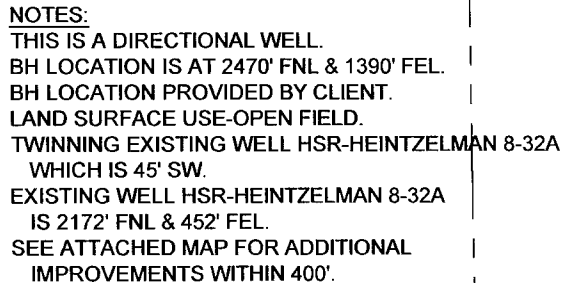 NOTES:
THIS IS A DIRECTIONAL WELL.
BH LOCATION IS AT 2470' FNL & 1390' FEL.
BH LOCATION PROVIDED BY CLIENT.
LAND SURFACE USE-OPEN FIELD.
TWINNING EXISTING WELL HSR-HEINTZELMAN 8-32A
WHICH IS 45' SW.
EXISTING WELL HSR-HEINTZELMAN 8-32A
IS 2172' FNL & 452' FEL.
SEE ATTACHED MAP FOR ADDITIONAL
IMPROVEMENTS WITHIN 400'.